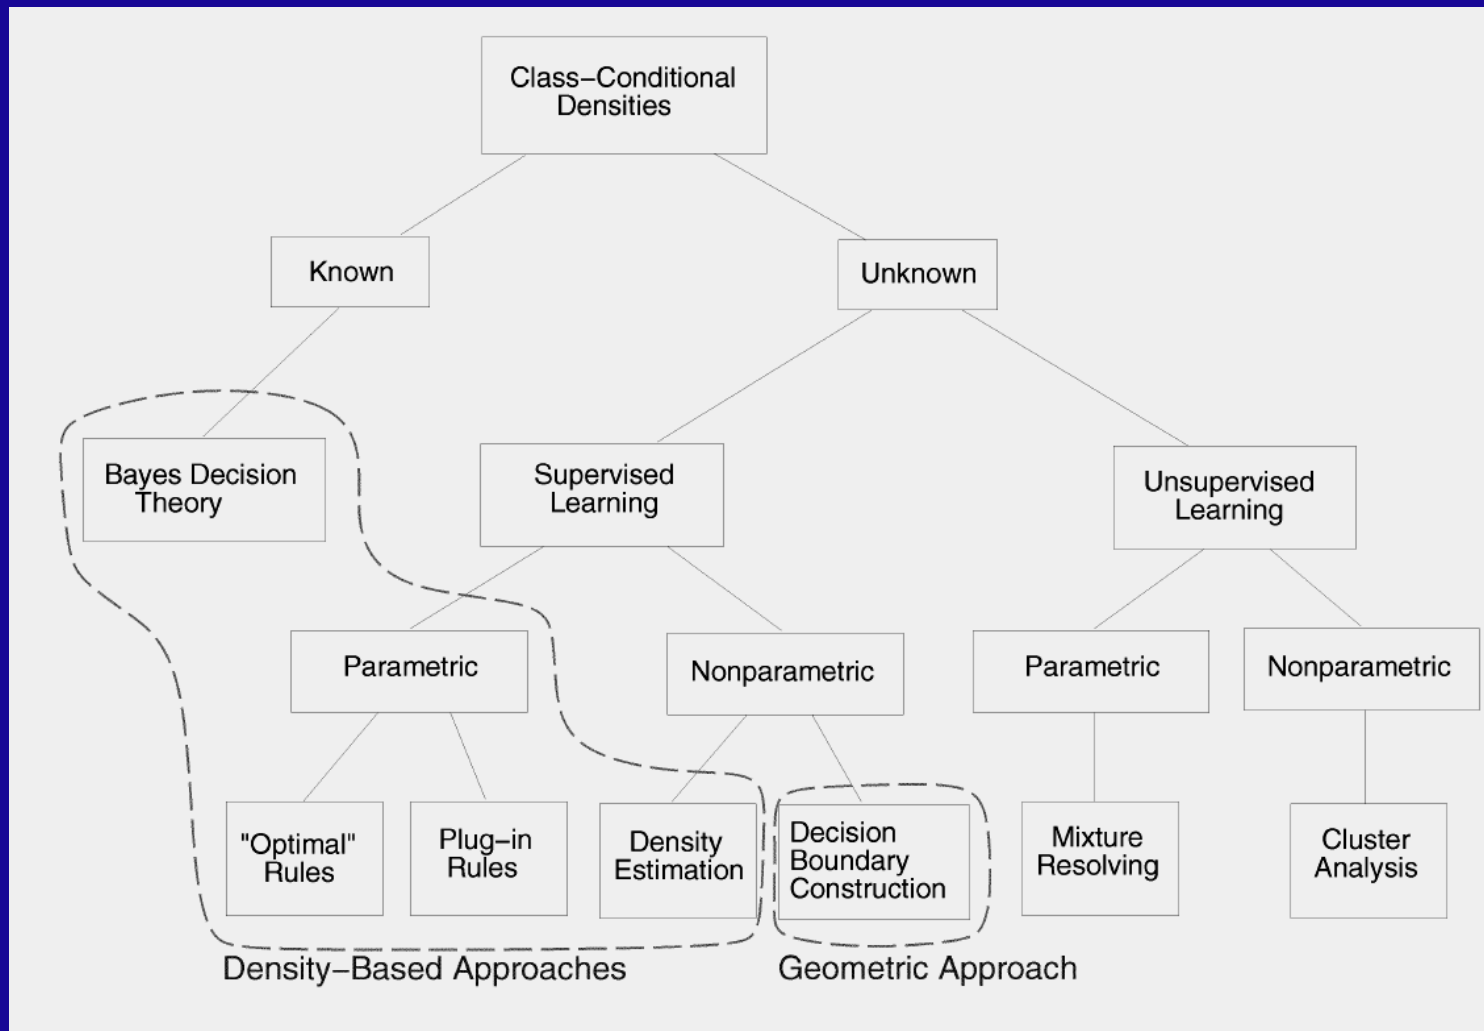 Class–Conditional
Densities
Known
Unknown
Bayes Decision
Theory
Supervised
Learning
Unsupervised
Learning
Parametric
Nonparametric
Parametric
Nonparametric
"Optimal"
Rules
Plug–in
Rules
Density
Estimation
Decision
Boundary
Construction
Mixture
Resolving
Cluster
Analysis
Density–Based Approaches
Geometric Approach